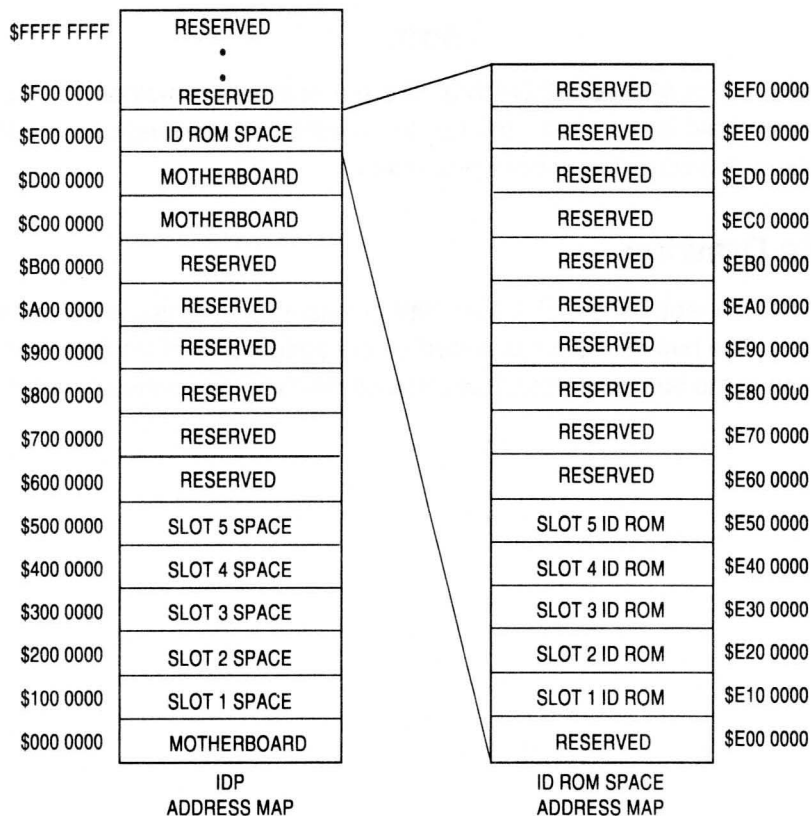 $FFFF FFFF RESERVED
•
•
$F00 0000 RESERVED
$E00 0000 ID ROM SPACE
$D00 0000 MOTHERBOARD
$C00 0000 MOTHERBOARD
$B00 0000 RESERVED
$A00 0000 RESERVED
$900 0000 RESERVED
$800 0000 RESERVED
$700 0000 RESERVED
$600 0000 RESERVED
$500 0000 SLOT 5 SPACE
$400 0000 SLOT 4 SPACE
$300 0000 SLOT 3 SPACE
$200 0000 SLOT 2 SPACE
$100 0000 SLOT 1 SPACE
$000 0000 MOTHERBOARD
IDP
ADDRESS MAP
RESERVED $EF0 0000
RESERVED $EE0 0000
RESERVED $ED0 0000
RESERVED $EC0 0000
RESERVED $EB0 0000
RESERVED $EA0 0000
RESERVED $E90 0000
RESERVED $E80 0000
RESERVED $E70 0000
RESERVED $E60 0000
SLOT 5 ID ROM $E50 0000
SLOT 4 ID ROM $E40 0000
SLOT 3 ID ROM $E30 0000
SLOT 2 ID ROM $E20 0000
SLOT 1 ID ROM $E10 0000
RESERVED $E00 0000
ID ROM SPACE
ADDRESS MAP